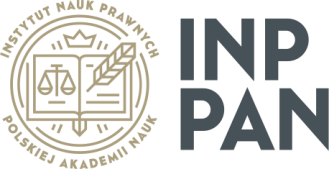 INSTYTUT NAUK PRAWNYCH
POLSKIEJ AKADEMII NAUK
INP
PAN